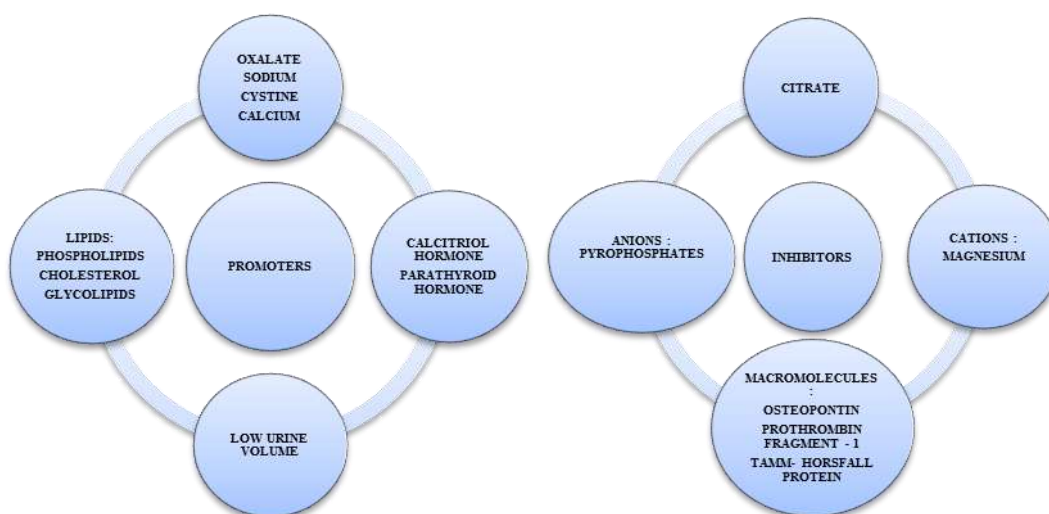 OXALATE
SODIUM
CYSTINE
CALCIUM
LIPIDS:
PHOSPHOLIPIDS
CHOLESTEROL
GLYCOLIPIDS
PROMOTERS
CALCITRIOL
HORMONE
PARATHYROID
HORMONE
LOW URINE
VOLUME
CITRATE
ANIONS :
PYROPHOSPHATES
INHIBITORS
CATIONS :
MAGNESIUM
MACROMOLECULES
:
OSTEOPONTIN
PROTHROMBIN
FRAGMENT - 1
TAMM- HORSFALL
PROTEIN